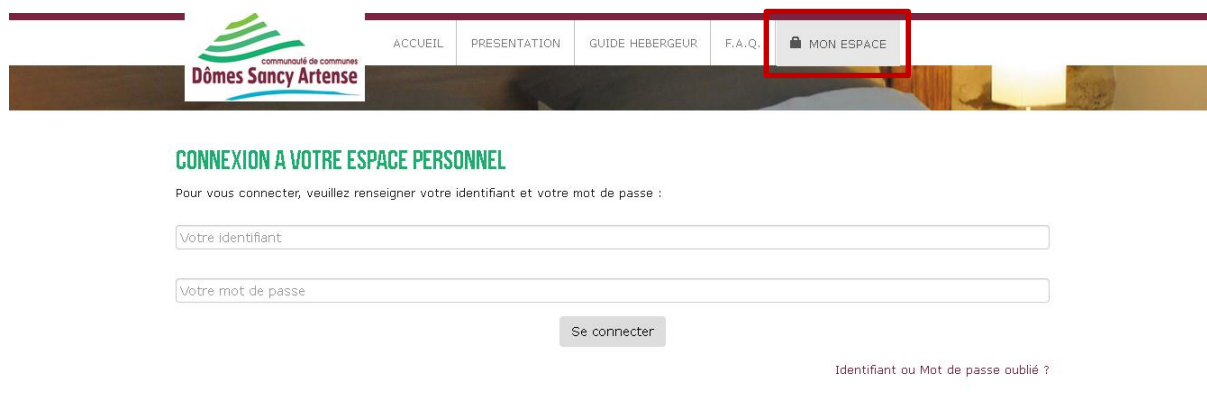 communauté de communes
Dômes Sancy Artense
ACCUEIL
PRESENTATION
GUIDE HEBERGEUR
F.A.Q.
MON ESPACE
CONNEXION A VOTRE ESPACE PERSONNEL
Pour vous connecter, veuillez renseigner votre identifiant et votre mot de passe :
Votre identifiant
Votre mot de passe
Se connecter
Identifiant ou Mot de passe oublié ?